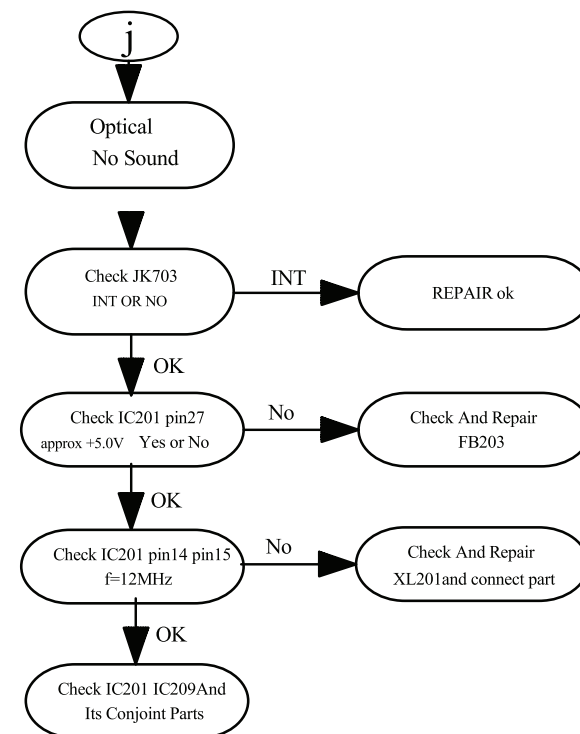 j
Optical
No Sound
Check JK703
INT OR NO
INT
REPAIR ok
OK
Check IC201 pin27
approx +5.0V Yes or No
No
Check And Repair
FB203
OK
Check IC201 pin14 pin15
f=12MHz
No
Check And Repair
XL201and connect part
OK
Check IC201 IC209And
Its Conjoint Parts